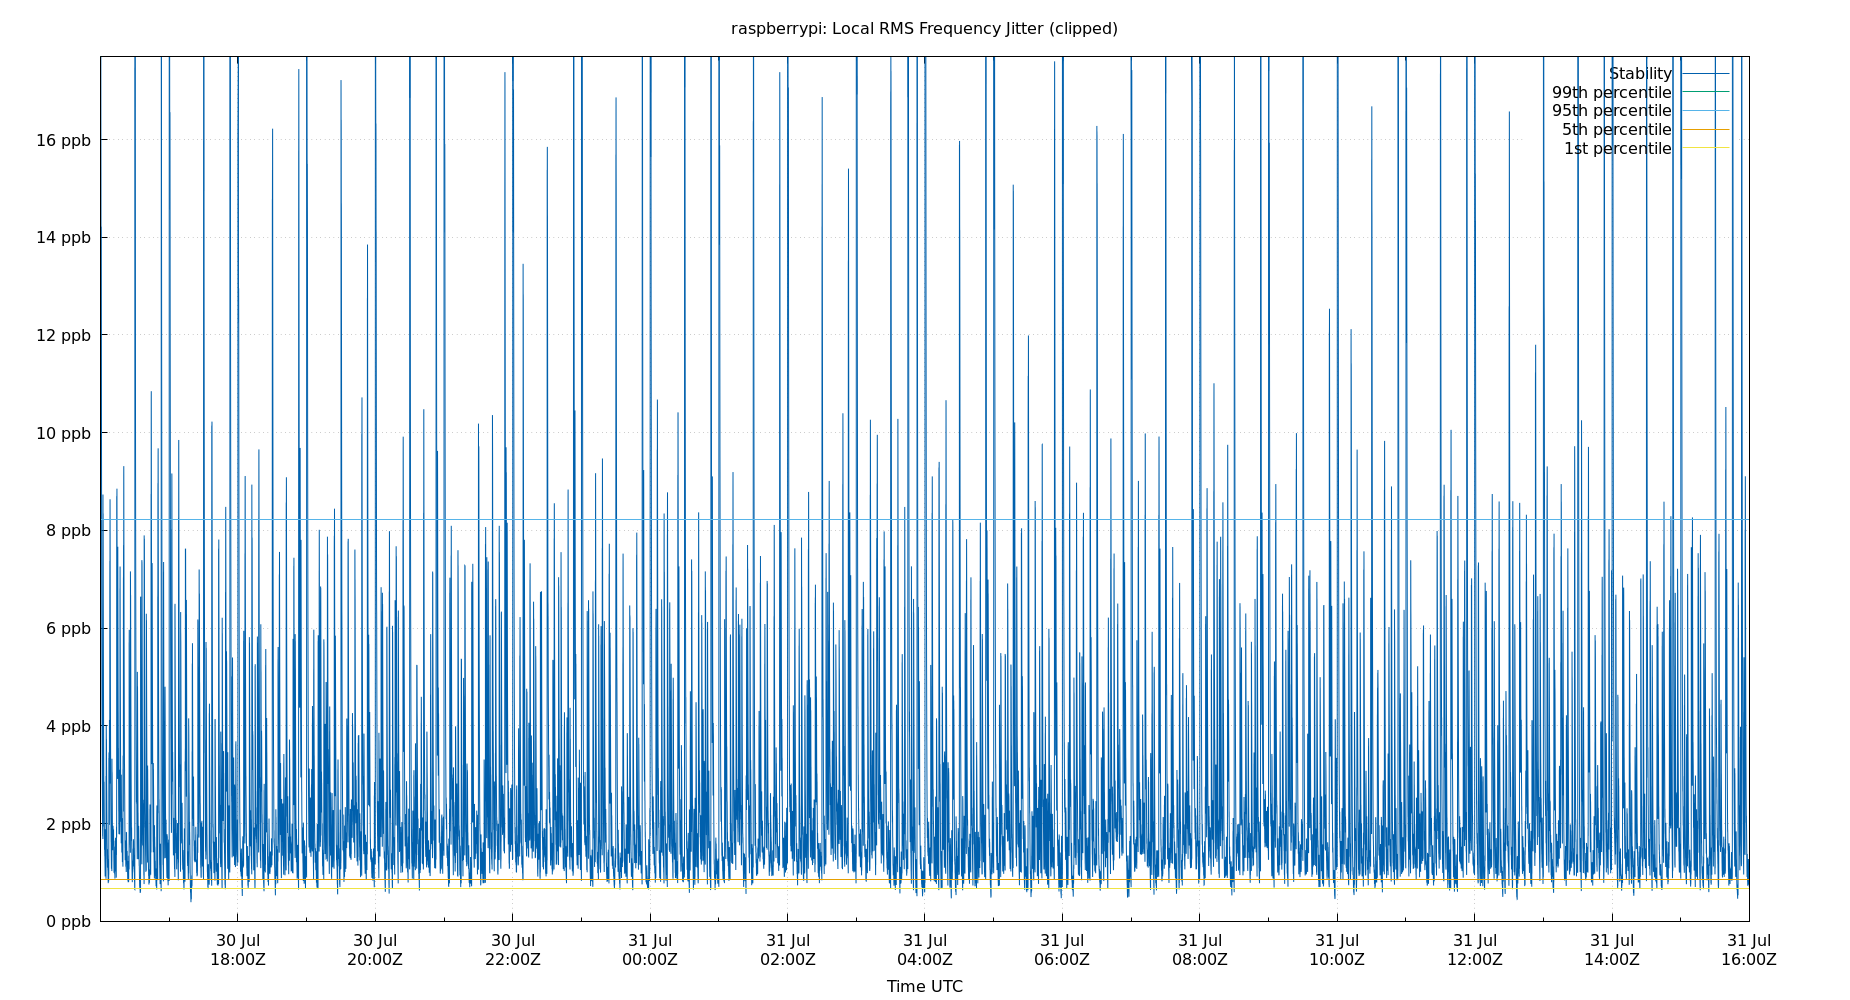 raspberrypi: Local RMS Frequency Jitter (clipped)
Stability
99th percentile
95th percentile
5th percentile
1st percentile
16 ppb
14 ppb
12 ppb
10 ppb
8 ppb
6 ppb
4 ppb
2 ppb
0 ppb
30 Jul 30 Jul 30 Jul 31 Jul 31 Jul 31 Jul 31 Jul 31 Jul 31 Jul 31 Jul 31 Jul 31 Jul
18:00Z 20:00Z 22:00Z 00:00Z 02:00Z 04:00Z 06:00Z 08:00Z 10:00Z 12:00Z 14:00Z 16:00Z
Time UTC